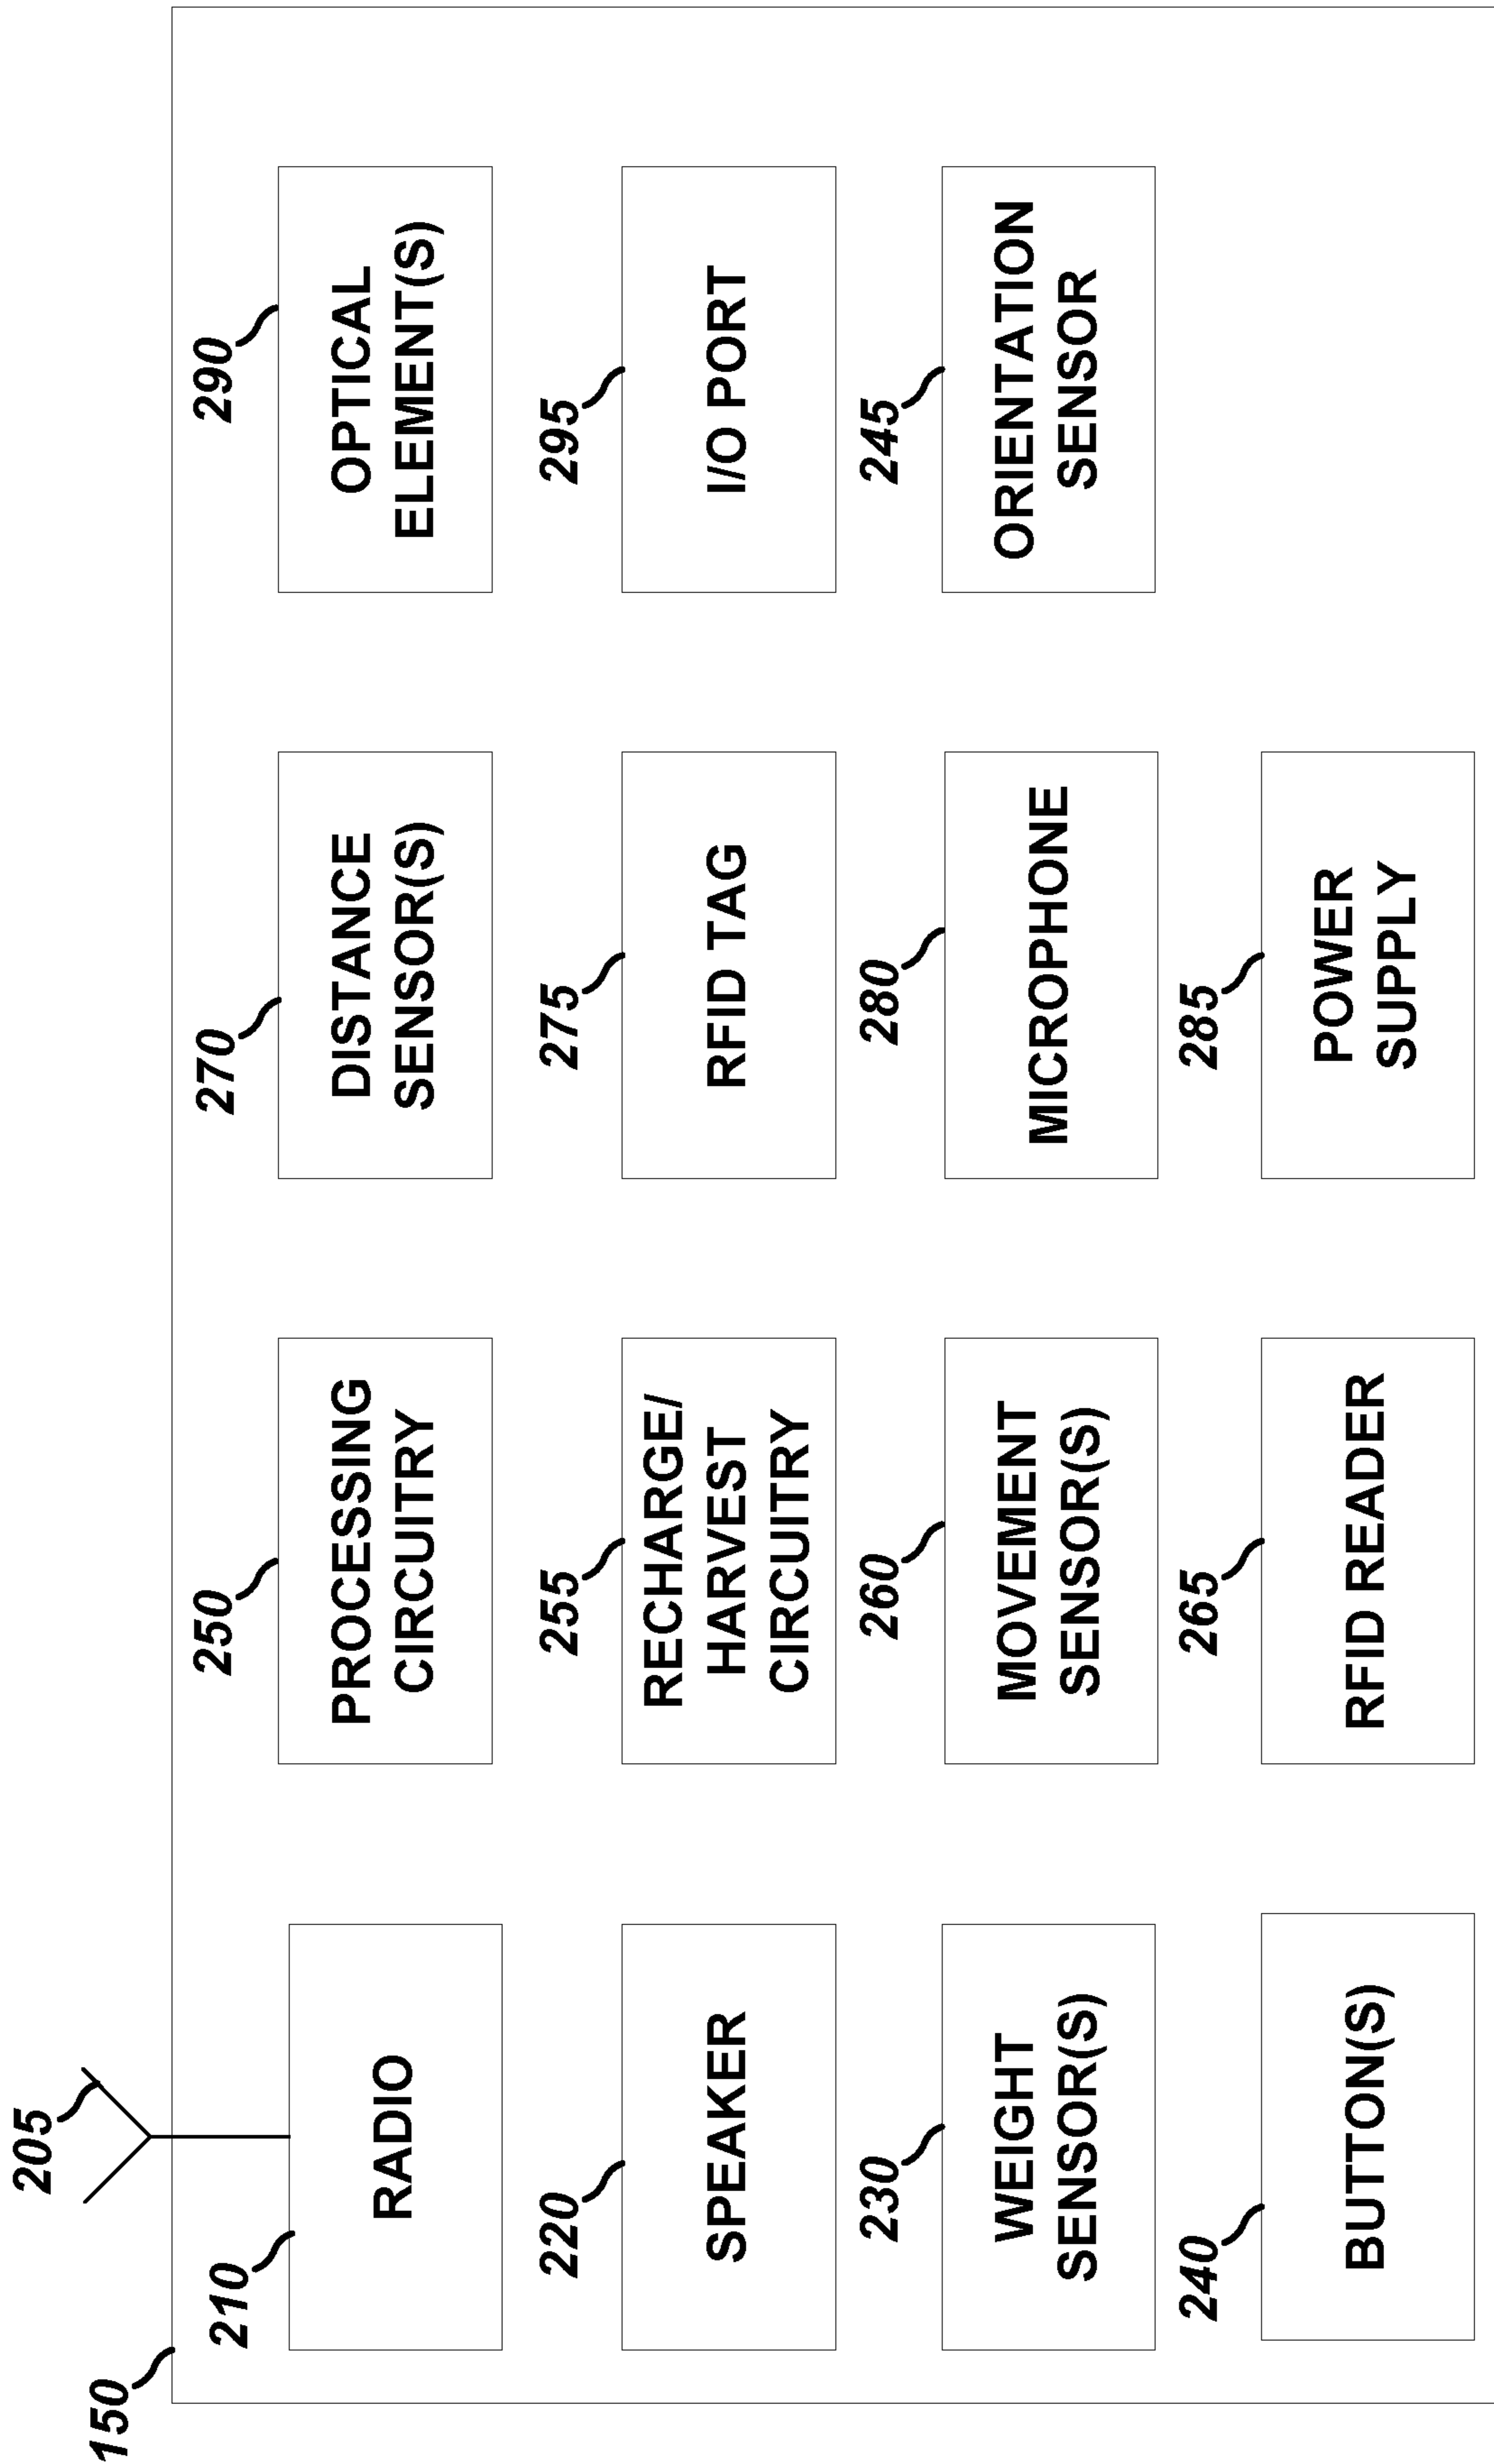 150
205
210
RADIO
220
SPEAKER
230
WEIGHT
SENSOR(S)
240
BUTTON(S)
250
PROCESSING
CIRCUITRY
255
RECHARGE/
HARVEST
CIRCUITRY
260
MOVEMENT
SENSOR(S)
265
RFID READER
270
DISTANCE
SENSOR(S)
275
RFID TAG
280
MICROPHONE
285
POWER
SUPPLY
290
OPTICAL
ELEMENT(S)
295
I/O PORT
245
ORIENTATION
SENSOR